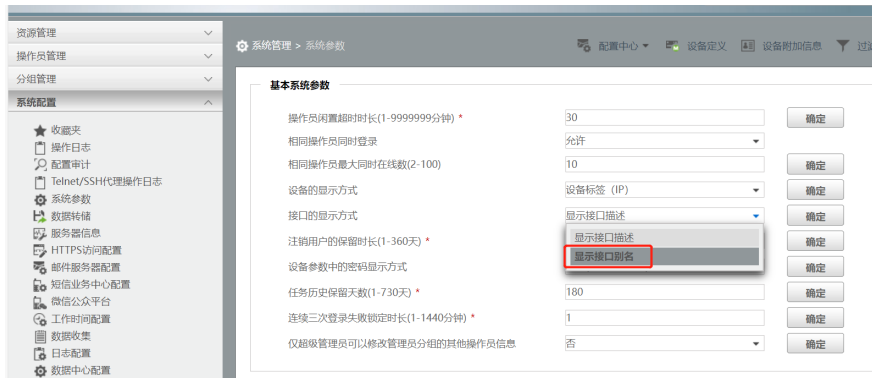 资源管理
操作员管理
分组管理
系统配置
收藏夹
操作日志
配置审计
Telnet/SSH代理操作日志
系统参数
数据转储
服务器信息
HTTPS访问配置
邮件服务器配置
短信业务中心配置
微信公众平台
工作时间配置
数据收集
日志配置
数据中心配置
系统管理 > 系统参数
配置中心 设备定义 设备附加信息 过滤
基本系统参数
操作员闲置超时时长(1-9999999分钟) * 30 确定
相同操作员同时登录 允许
相同操作员最大同时在线数(2-100) 10 确定
设备的显示方式 设备标签（IP） 确定
接口的显示方式 显示接口描述 确定
显示接口描述
显示接口别名
注销用户的保留时长(1-360天) * 确定
设备参数中的密码显示方式 确定
任务历史保留天数(1-730天) * 180 确定
连续三次登录失败锁定时长(1-1440分钟) * 1 确定
仅超级管理员可以修改管理员分组的其他操作员信息 否 确定